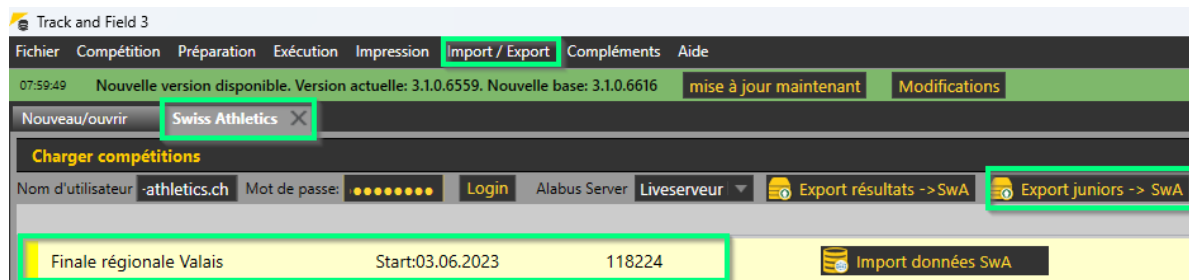 Track and Field 3
Fichier Compétition Préparation Exécution Impression Import / Export Compléments Aide
07:59:49 Nouvelle version disponible. Version actuelle: 3.1.0.6559. Nouvelle base: 3.1.0.6616 mise à jour maintenant Modifications
Nouveau/ouvrir Swiss Athletics
Charger compétitions
Nom d'utilisateur -athletics.ch Mot de passe: Login Alabus Server Liveserveur Export résultats ->SwA Export juniors -> SwA
Finale régionale Valais Start:03.06.2023 118224 Import données SwA